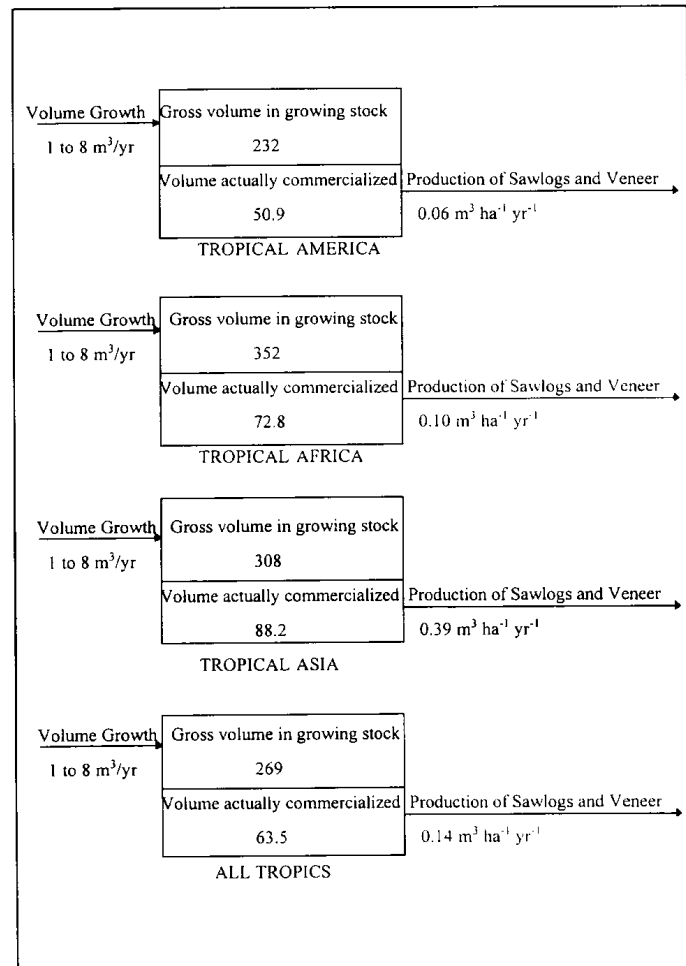 Volume Growth
Gross volume in growing stock
1 to 8 m³/yr
232
Volume actually commercialized
Production of Sawlogs and Veneer
50.9
0.06 m³ ha⁻¹ yr⁻¹
TROPICAL AMERICA
Volume Growth
Gross volume in growing stock
1 to 8 m³/yr
352
Volume actually commercialized
Production of Sawlogs and Veneer
72.8
0.10 m³ ha⁻¹ yr⁻¹
TROPICAL AFRICA
Volume Growth
Gross volume in growing stock
1 to 8 m³/yr
308
Volume actually commercialized
Production of Sawlogs and Veneer
88.2
0.39 m³ ha⁻¹ yr⁻¹
TROPICAL ASIA
Volume Growth
Gross volume in growing stock
1 to 8 m³/yr
269
Volume actually commercialized
Production of Sawlogs and Veneer
63.5
0.14 m³ ha⁻¹ yr⁻¹
ALL TROPICS